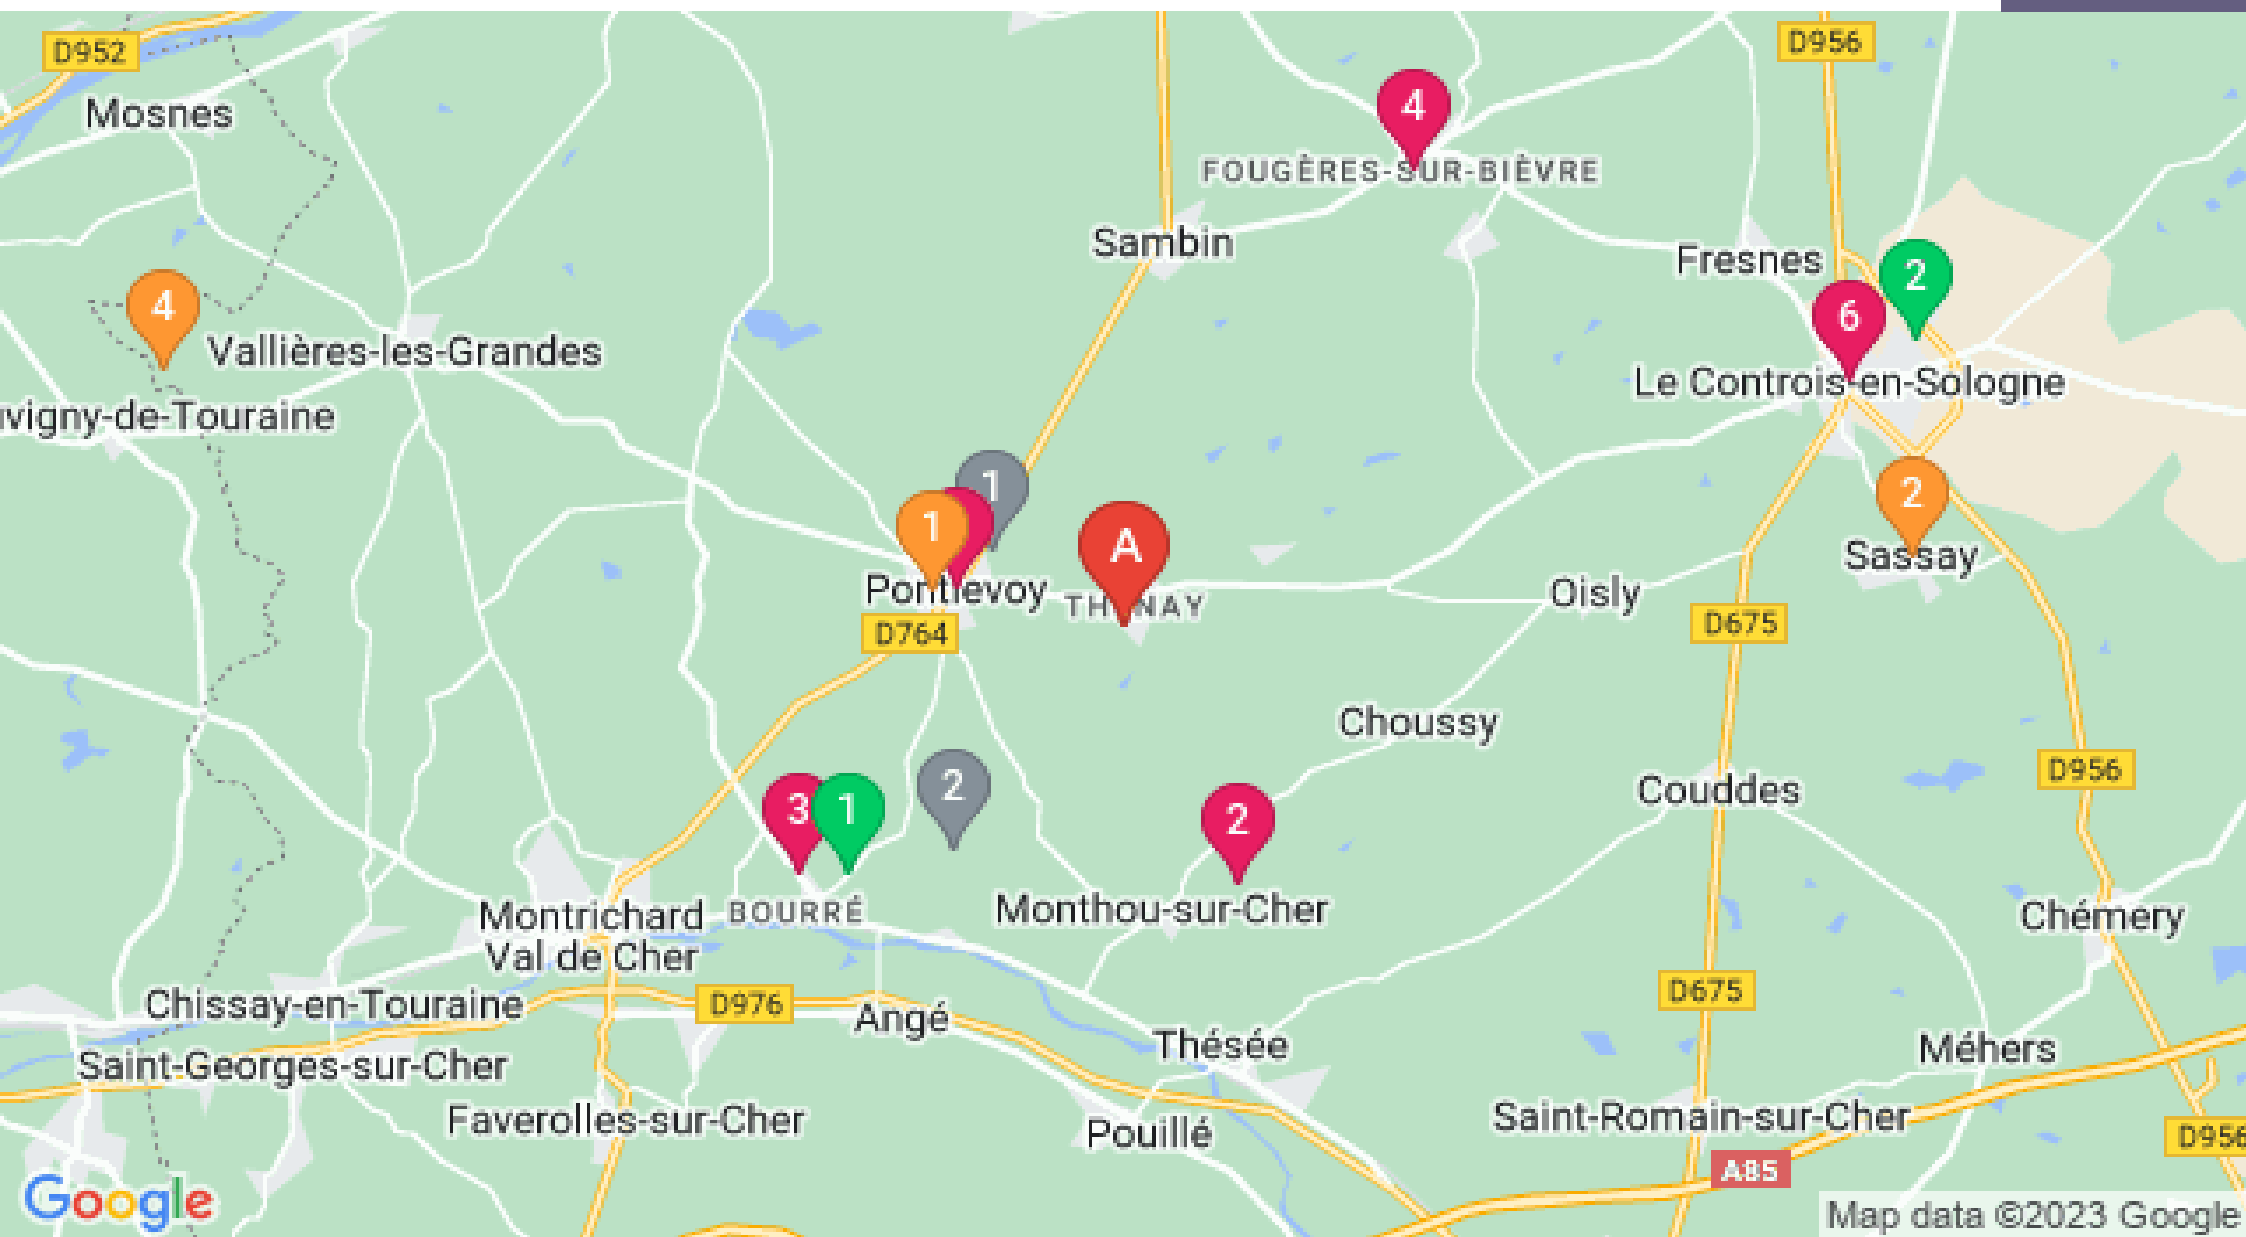 D952
D956
Mosnes
4
FOUGÈRES-SUR-BIÈVRE
Sambin
Fresnes
2
4
6
Vallières-les-Grandes
Le Controis-en-Sologne
uvigny-de-Touraine
1
2
1
A
Sassay
Pontlevoy
THENAY
Oisly
D764
D675
Choussy
D956
2
Couddes
3
1
2
Montrichard
Val de Cher
BOURRÉ
Monthou-sur-Cher
Chémery
D675
Chissay-en-Touraine
D976
Angé
Thésée
Méhers
Saint-Georges-sur-Cher
Faverolles-sur-Cher
Pouillé
Saint-Romain-sur-Cher
D956
A85
Google
Map data ©2023 Google